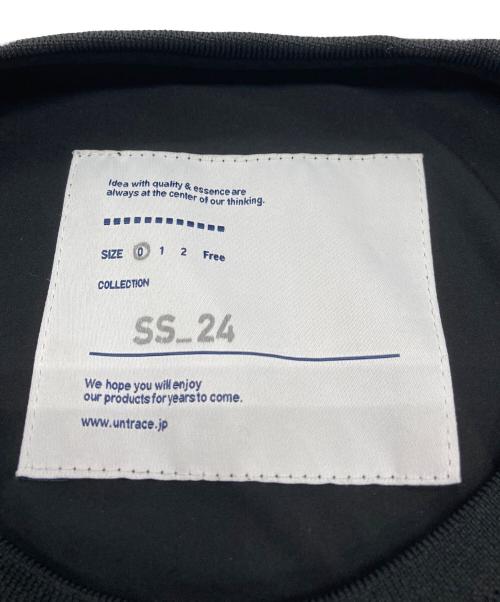 Idea with quality & essence are
always at the center of our thinking.
SIZE 0 1 2 Free
COLLECTION
SS_24
We hope you will enjoy
our products for years to come.
www.untrace.jp